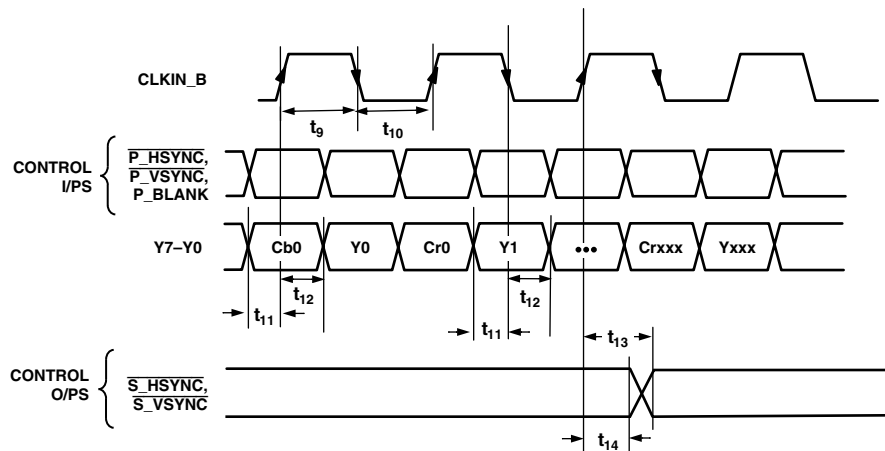 CLKIN_B
t9
t10
CONTROL
I/PS
P_HSYNC,
P_VSYNC,
P_BLANK
Y7–Y0
Cb0
Y0
Cr0
Y1
•••
Crxxx
Yxxx
t12
t12
t11
t11
t13
CONTROL
O/PS
S_HSYNC,
S_VSYNC
t14